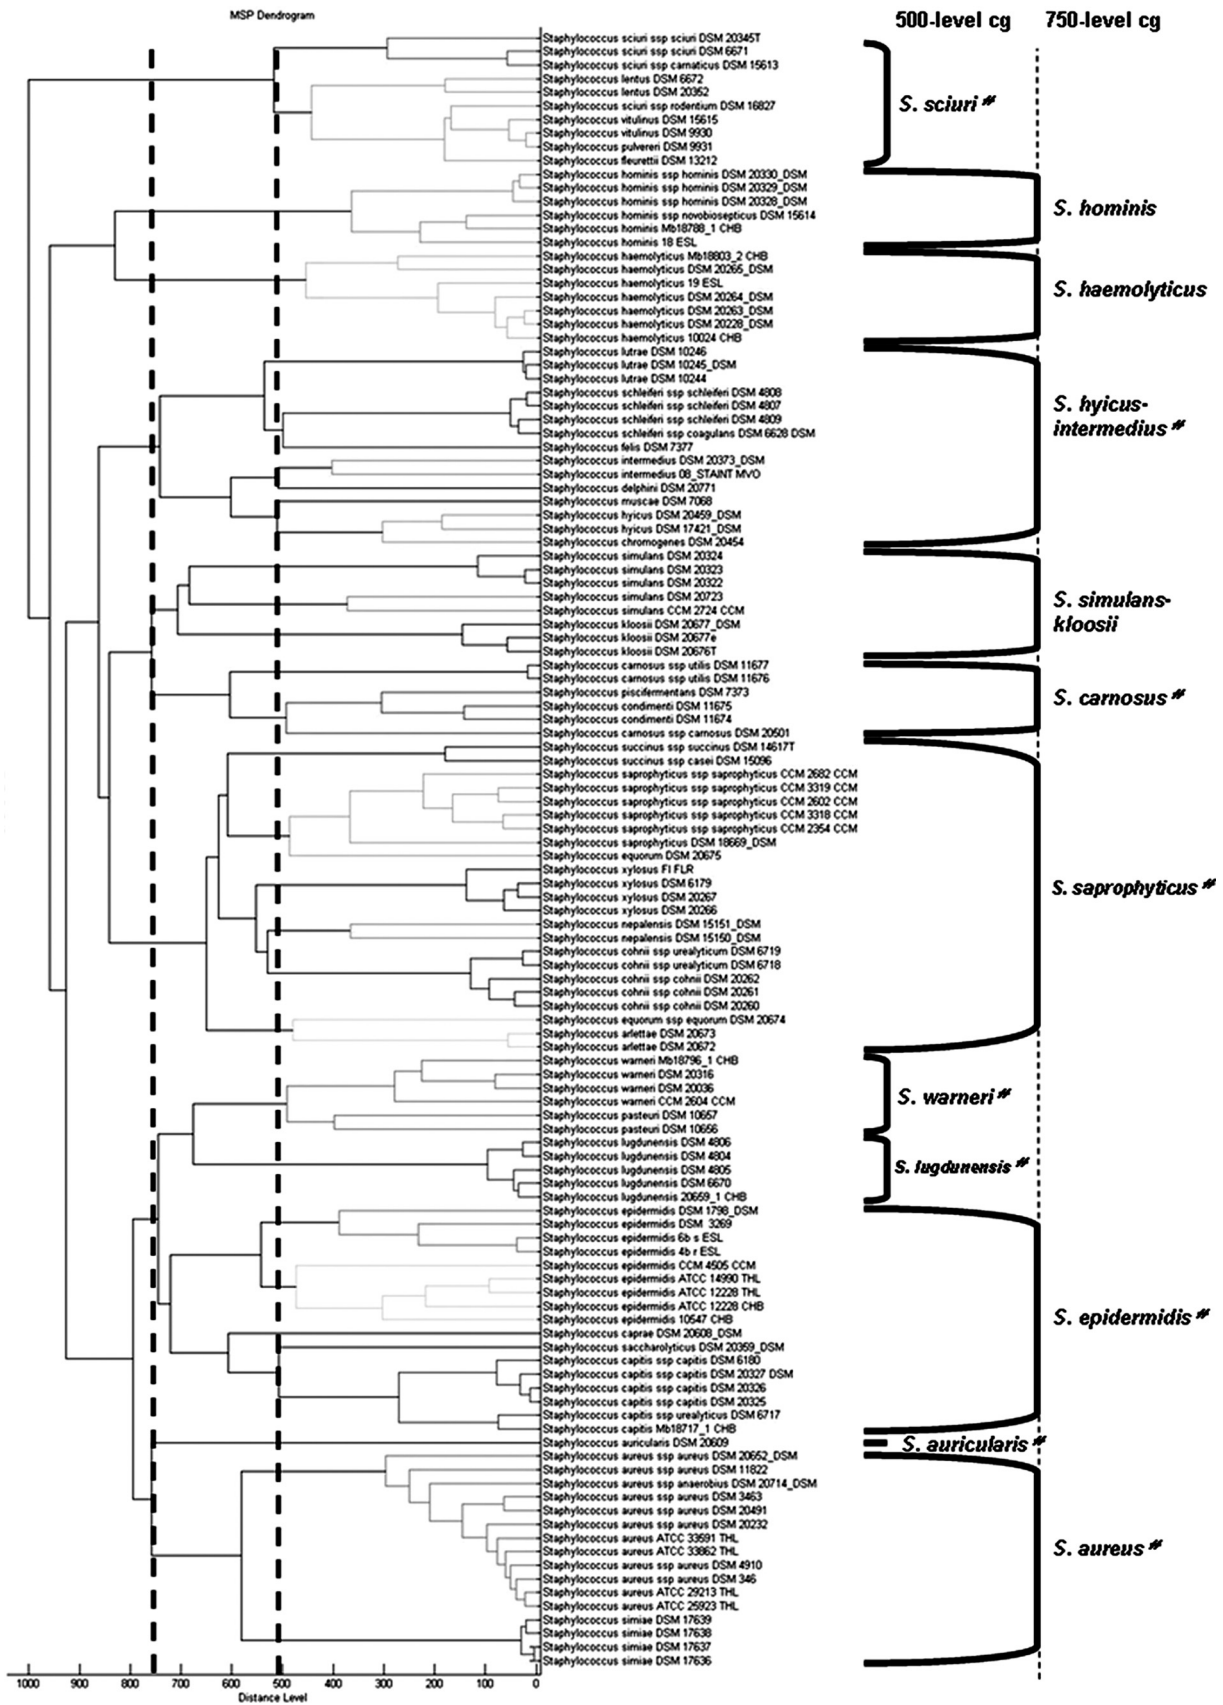 MSP Dendrogram
500-level cg
750-level cg
Staphylococcus sciuri ssp sciuri DSM 20345T
Staphylococcus sciuri ssp sciuri DSM 6671
Staphylococcus sciuri ssp carnaticus DSM 15613
Staphylococcus lentus DSM 6672
Staphylococcus lentus DSM 20352
Staphylococcus sciuri ssp rodentium DSM 16827
Staphylococcus vitulinus DSM 15615
Staphylococcus vitulinus DSM 9930
Staphylococcus pulvereri DSM 9931
Staphylococcus fleurettii DSM 13212
S. sciuri #
Staphylococcus hominis ssp hominis DSM 20330_DSM
Staphylococcus hominis ssp hominis DSM 20329_DSM
Staphylococcus hominis ssp hominis DSM 20328_DSM
Staphylococcus hominis ssp novobiosepticus DSM 15614
Staphylococcus hominis Mb18788_1 CHB
Staphylococcus hominis 18 ESL
S. hominis
Staphylococcus haemolyticus Mb18803_2 CHB
Staphylococcus haemolyticus DSM 20265_DSM
Staphylococcus haemolyticus 19 ESL
Staphylococcus haemolyticus DSM 20264_DSM
Staphylococcus haemolyticus DSM 20263_DSM
Staphylococcus haemolyticus DSM 20228_DSM
Staphylococcus haemolyticus 10024 CHB
S. haemolyticus
Staphylococcus lutrae DSM 10246
Staphylococcus lutrae DSM 10245_DSM
Staphylococcus lutrae DSM 10244
Staphylococcus schleiferi ssp schleiferi DSM 4808
Staphylococcus schleiferi ssp schleiferi DSM 4807
Staphylococcus schleiferi ssp schleiferi DSM 4809
Staphylococcus schleiferi ssp coagulans DSM 6628 DSM
Staphylococcus felis DSM 7377
Staphylococcus intermedius DSM 20373_DSM
Staphylococcus intermedius 08_STAINT MVO
Staphylococcus delphini DSM 20771
Staphylococcus muscae DSM 7068
Staphylococcus hyicus DSM 20459_DSM
Staphylococcus hyicus DSM 17421_DSM
Staphylococcus chromogenes DSM 20454
S. hyicus-
intermedius #
Staphylococcus simulans DSM 20324
Staphylococcus simulans DSM 20323
Staphylococcus simulans DSM 20322
Staphylococcus simulans DSM 20723
Staphylococcus simulans CCM 2724 CCM
Staphylococcus kloosii DSM 20677_DSM
Staphylococcus kloosii DSM 20677e
Staphylococcus kloosii DSM 20676T
S. simulans-
kloosii
Staphylococcus carnosus ssp utilis DSM 11677
Staphylococcus carnosus ssp utilis DSM 11676
Staphylococcus piscifermentans DSM 7373
Staphylococcus condimenti DSM 11675
Staphylococcus condimenti DSM 11674
Staphylococcus carnosus ssp carnosus DSM 20501
S. carnosus #
Staphylococcus succinus ssp succinus DSM 14617T
Staphylococcus succinus ssp casei DSM 15096
Staphylococcus saprophyticus ssp saprophyticus CCM 2682 CCM
Staphylococcus saprophyticus ssp saprophyticus CCM 3319 CCM
Staphylococcus saprophyticus ssp saprophyticus CCM 2602 CCM
Staphylococcus saprophyticus ssp saprophyticus CCM 3318 CCM
Staphylococcus saprophyticus ssp saprophyticus CCM 2354 CCM
Staphylococcus saprophyticus DSM 18669_DSM
Staphylococcus equorum DSM 20675
Staphylococcus xylosus FI FLR
Staphylococcus xylosus DSM 6179
Staphylococcus xylosus DSM 20267
Staphylococcus xylosus DSM 20266
Staphylococcus nepalensis DSM 15151_DSM
Staphylococcus nepalensis DSM 15150_DSM
Staphylococcus cohnii ssp urealyticum DSM 6719
Staphylococcus cohnii ssp urealyticum DSM 6718
Staphylococcus cohnii ssp cohnii DSM 20262
Staphylococcus cohnii ssp cohnii DSM 20261
Staphylococcus cohnii ssp cohnii DSM 20260
Staphylococcus equorum ssp equorum DSM 20674
Staphylococcus arlettae DSM 20673
Staphylococcus arlettae DSM 20672
S. saprophyticus #
Staphylococcus warneri Mb18796_1 CHB
Staphylococcus warneri DSM 20316
Staphylococcus warneri DSM 20036
Staphylococcus warneri CCM 2604 CCM
Staphylococcus pasteuri DSM 10657
Staphylococcus pasteuri DSM 10656
S. warneri #
Staphylococcus lugdunensis DSM 4806
Staphylococcus lugdunensis DSM 4804
Staphylococcus lugdunensis DSM 4805
Staphylococcus lugdunensis DSM 6670
Staphylococcus lugdunensis 20659_1 CHB
S. lugdunensis #
Staphylococcus epidermidis DSM 1798_DSM
Staphylococcus epidermidis DSM 3269
Staphylococcus epidermidis 6b s ESL
Staphylococcus epidermidis 4b r ESL
Staphylococcus epidermidis CCM 4505 CCM
Staphylococcus epidermidis ATCC 14990 THL
Staphylococcus epidermidis ATCC 12228 THL
Staphylococcus epidermidis ATCC 12228 CHB
Staphylococcus epidermidis 10547 CHB
Staphylococcus caprae DSM 20608_DSM
Staphylococcus saccharolyticus DSM 20359_DSM
Staphylococcus capitis ssp capitis DSM 6180
Staphylococcus capitis ssp capitis DSM 20327 DSM
Staphylococcus capitis ssp capitis DSM 20326
Staphylococcus capitis ssp capitis DSM 20325
Staphylococcus capitis ssp urealyticus DSM 6717
Staphylococcus capitis Mb18717_1 CHB
S. epidermidis #
Staphylococcus auricularis DSM 20609
S. auricularis #
Staphylococcus aureus ssp aureus DSM 20652_DSM
Staphylococcus aureus ssp aureus DSM 11822
Staphylococcus aureus ssp anaerobius DSM 20714_DSM
Staphylococcus aureus ssp aureus DSM 3463
Staphylococcus aureus ssp aureus DSM 20491
Staphylococcus aureus ssp aureus DSM 20232
Staphylococcus aureus ATCC 33591 THL
Staphylococcus aureus ATCC 33862 THL
Staphylococcus aureus ssp aureus DSM 4910
Staphylococcus aureus ssp aureus DSM 346
Staphylococcus aureus ATCC 29213 THL
Staphylococcus aureus ATCC 25923 THL
Staphylococcus simiae DSM 17639
Staphylococcus simiae DSM 17638
Staphylococcus simiae DSM 17637
Staphylococcus simiae DSM 17636
S. aureus #
1000 900 800 700 600 500 400 300 200 100 0
Distance Level